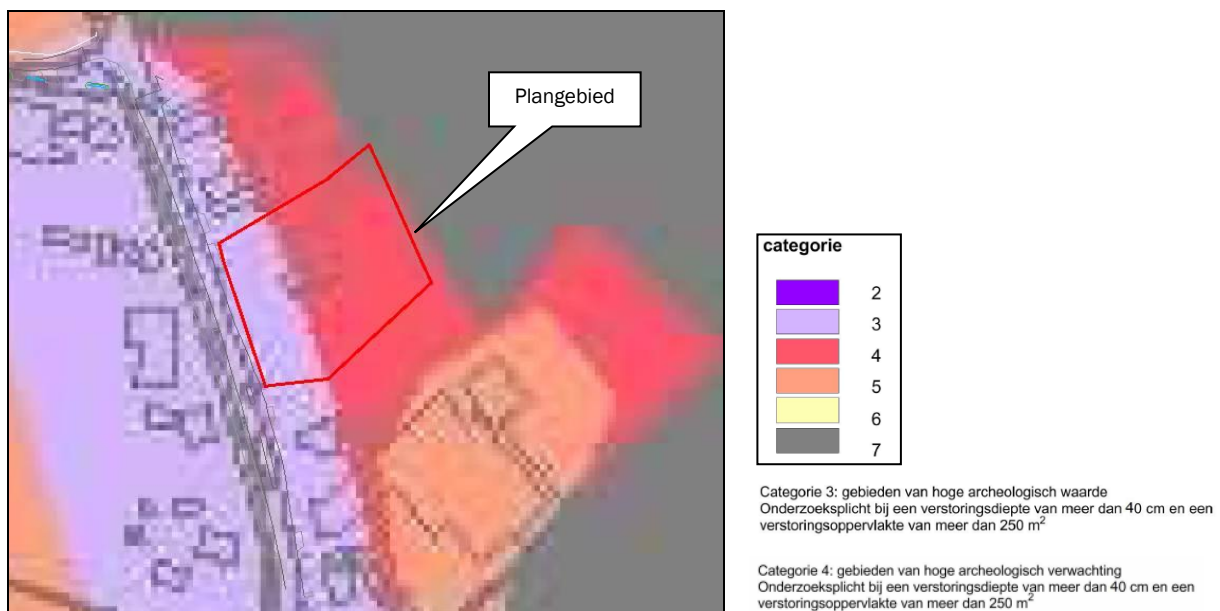 Plangebied
categorie
2
3
4
5
6
7
Categorie 3: gebieden van hoge archeologisch waarde
Onderzoeksplicht bij een verstoringsdiepte van meer dan 40 cm en een
verstoringsoppervlakte van meer dan 250 m²
Categorie 4: gebieden van hoge archeologisch verwachting
Onderzoeksplicht bij een verstoringsdiepte van meer dan 40 cm en een
verstoringsoppervlakte van meer dan 250 m²